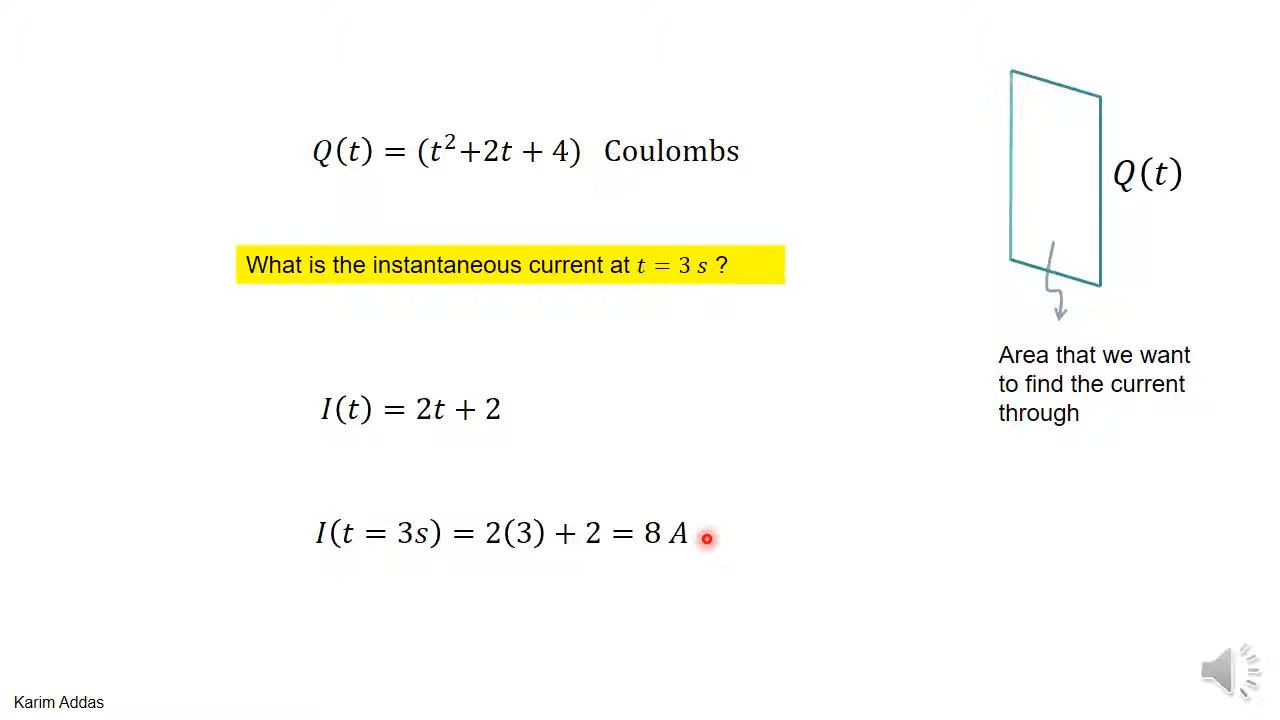 Q(t) = (t²+2t + 4) Coulombs
Q(t)
What is the instantaneous current at t = 3 s ?
Area that we want
to find the current
through
I(t) = 2t + 2
I(t = 3s) = 2(3) + 2 = 8 A
Karim Addas